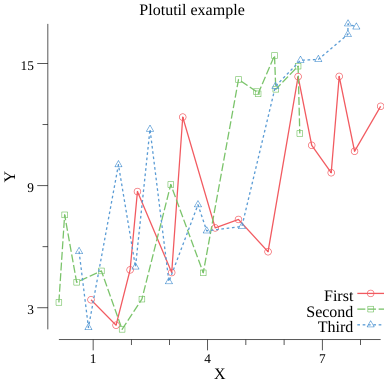 Plotutil example
15
9
3
Y
First
Second
Third
1 4 7
X